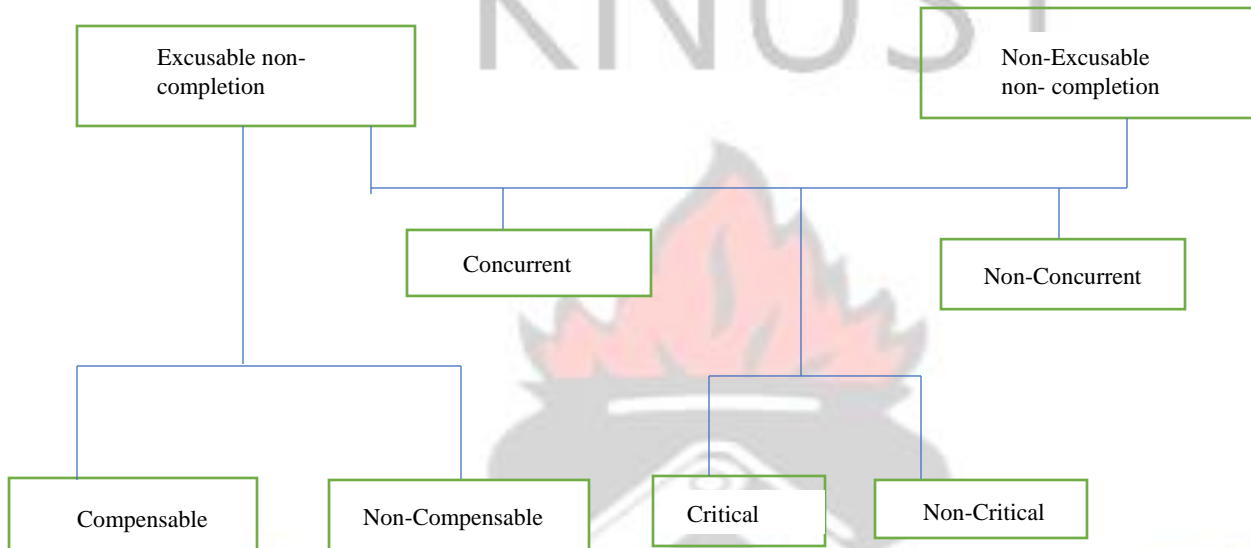 KNUST
Excusable non-
completion
Non-Excusable
non- completion
Concurrent
Non-Concurrent
Compensable
Non-Compensable
Critical
Non-Critical